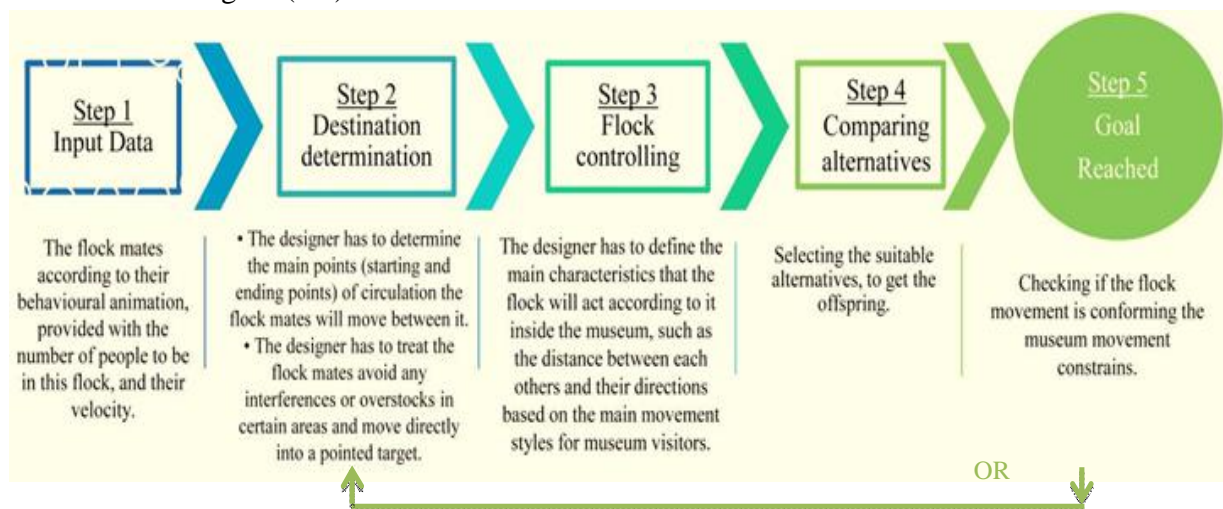 Step 1
Input Data
Step 2
Destination
determination
Step 3
Flock
controlling
Step 4
Comparing
alternatives
Step 5
Goal
Reached
The flock mates
according to their
behavioural animation,
provided with the
number of people to be
in this flock, and their
velocity.
• The designer has to determine
the main points (starting and
ending points) of circulation the
flock mates will move between it.
• The designer has to treat the
flock mates avoid any
interferences or overstocks in
certain areas and move directly
into a pointed target.
The designer has to define the
main characteristics that the
flock will act according to it
inside the museum, such as
the distance between each
others and their directions
based on the main movement
styles for museum visitors.
Selecting the suitable
alternatives, to get the
offspring.
Checking if the flock
movement is conforming the
museum movement
constrains.
OR